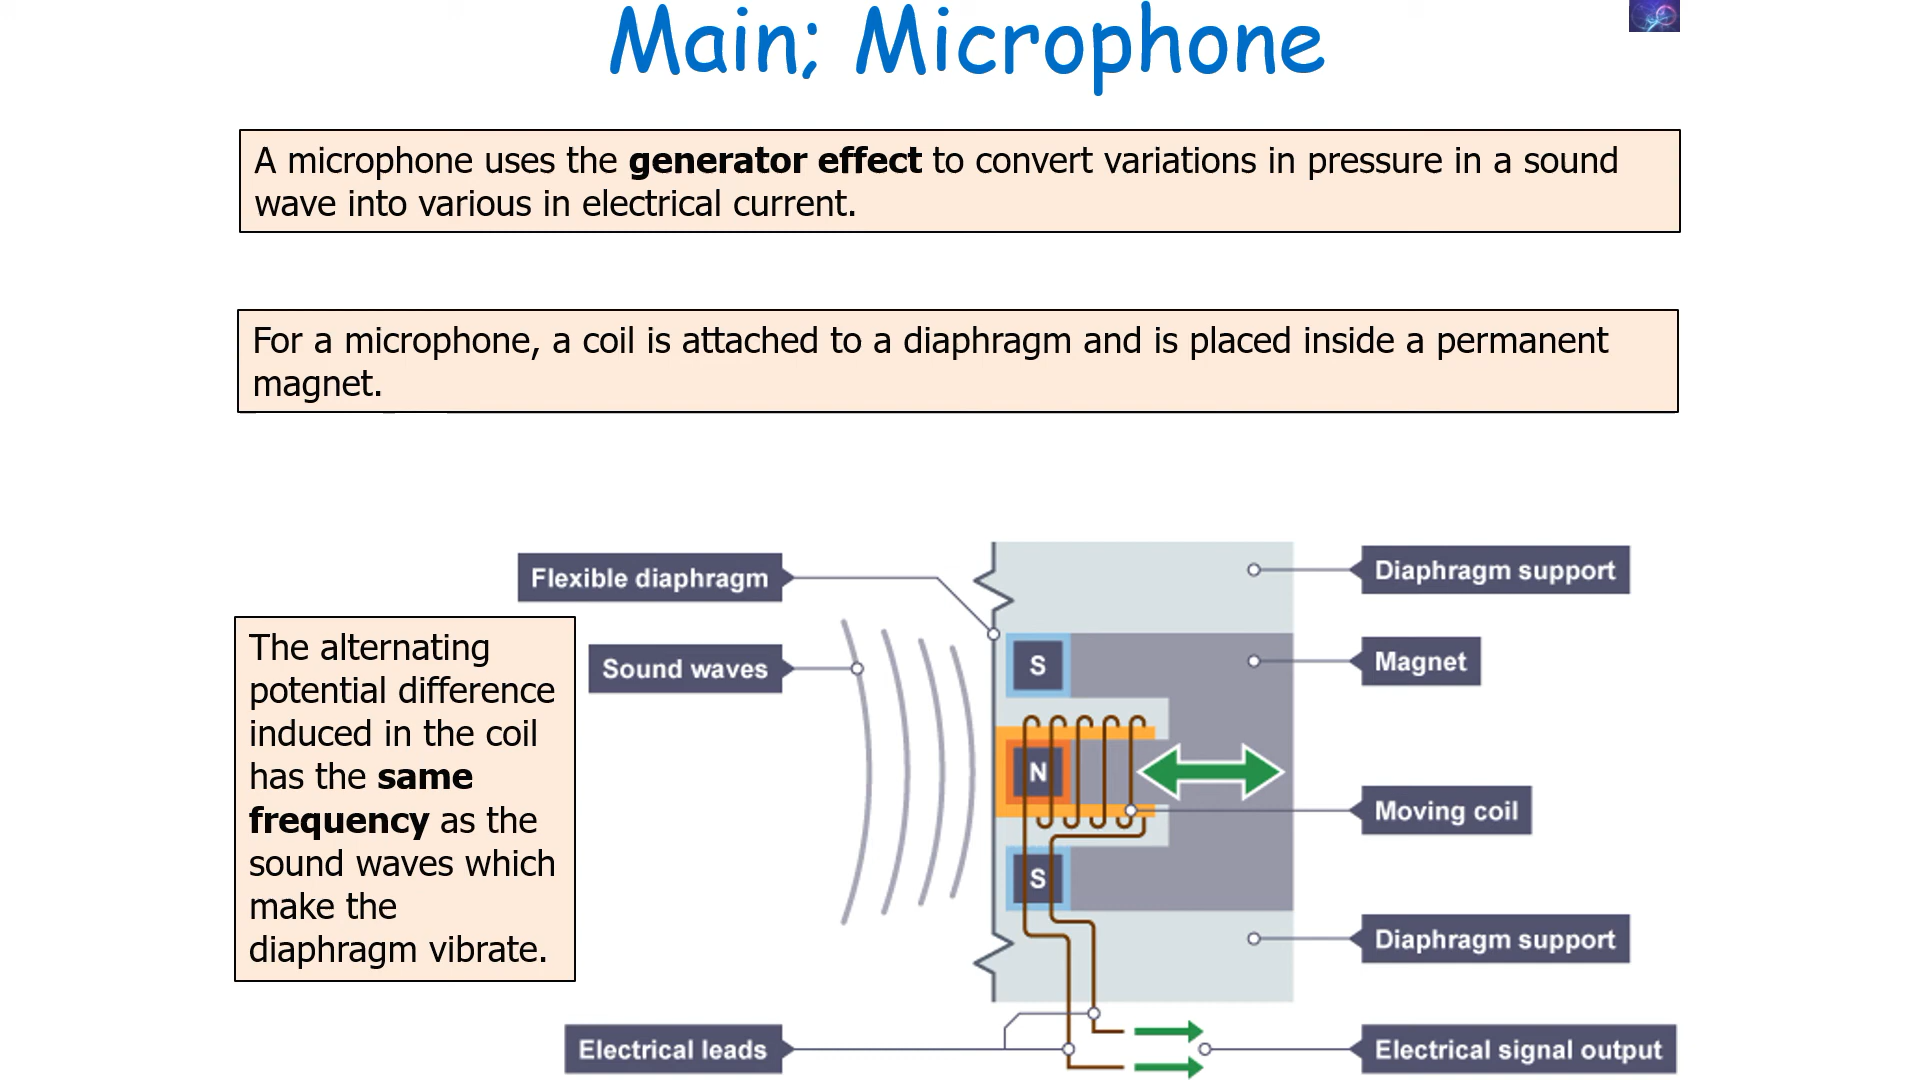 Main; Microphone
A microphone uses the generator effect to convert variations in pressure in a sound
wave into various in electrical current.
For a microphone, a coil is attached to a diaphragm and is placed inside a permanent
magnet.
The alternating
potential difference
induced in the coil
has the same
frequency as the
sound waves which
make the
diaphragm vibrate.
Flexible diaphragm
Sound waves
Electrical leads
S
N
S
Diaphragm support
Magnet
Moving coil
Diaphragm support
Electrical signal output